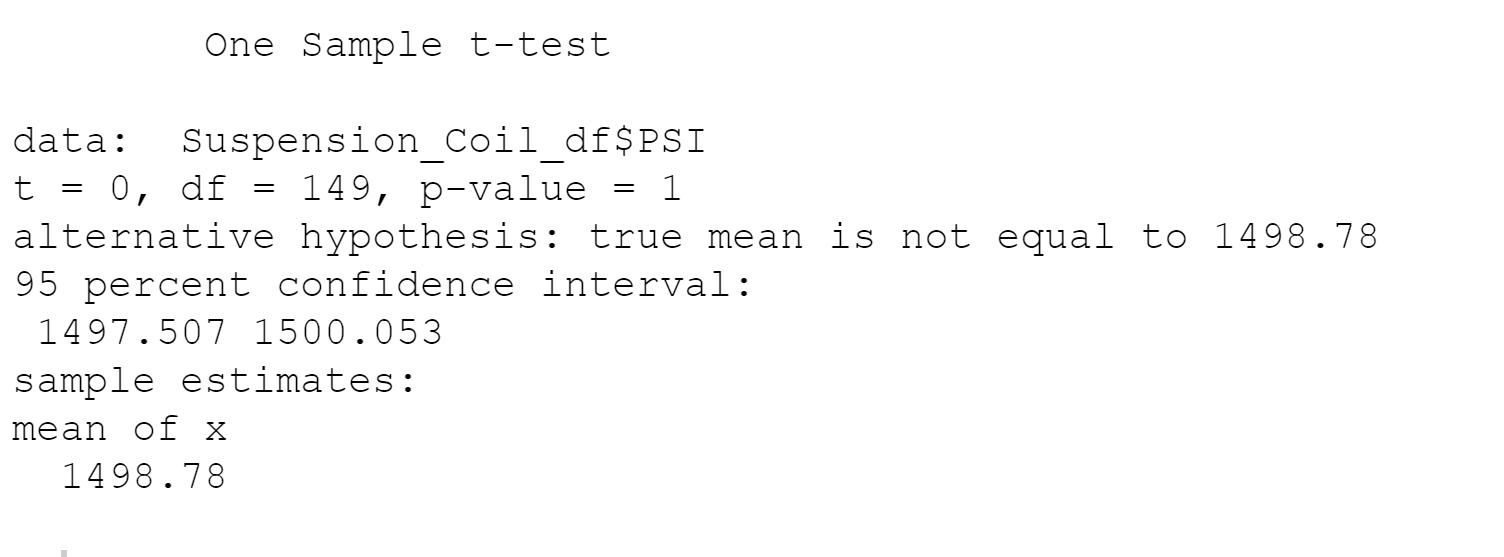 One Sample t-test
data:  Suspension_Coil_df$PSI
t = 0, df = 149, p-value = 1
alternative hypothesis: true mean is not equal to 1498.78
95 percent confidence interval:
1497.507 1500.053
sample estimates:
mean of x
1498.78